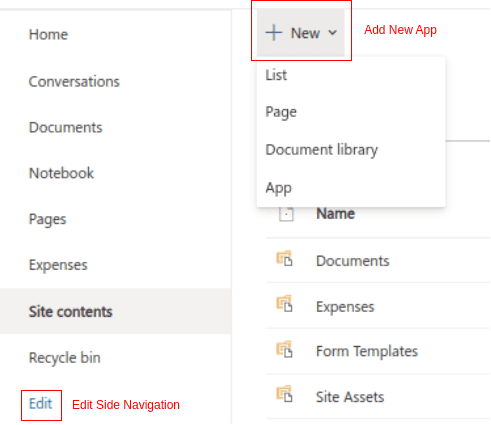 Home
Conversations
Documents
Notebook
Pages
Expenses
Site contents
Recycle bin
Edit
Edit Side Navigation
New
Add New App
List
Page
Document library
App
Name
Documents
Expenses
Form Templates
Site Assets